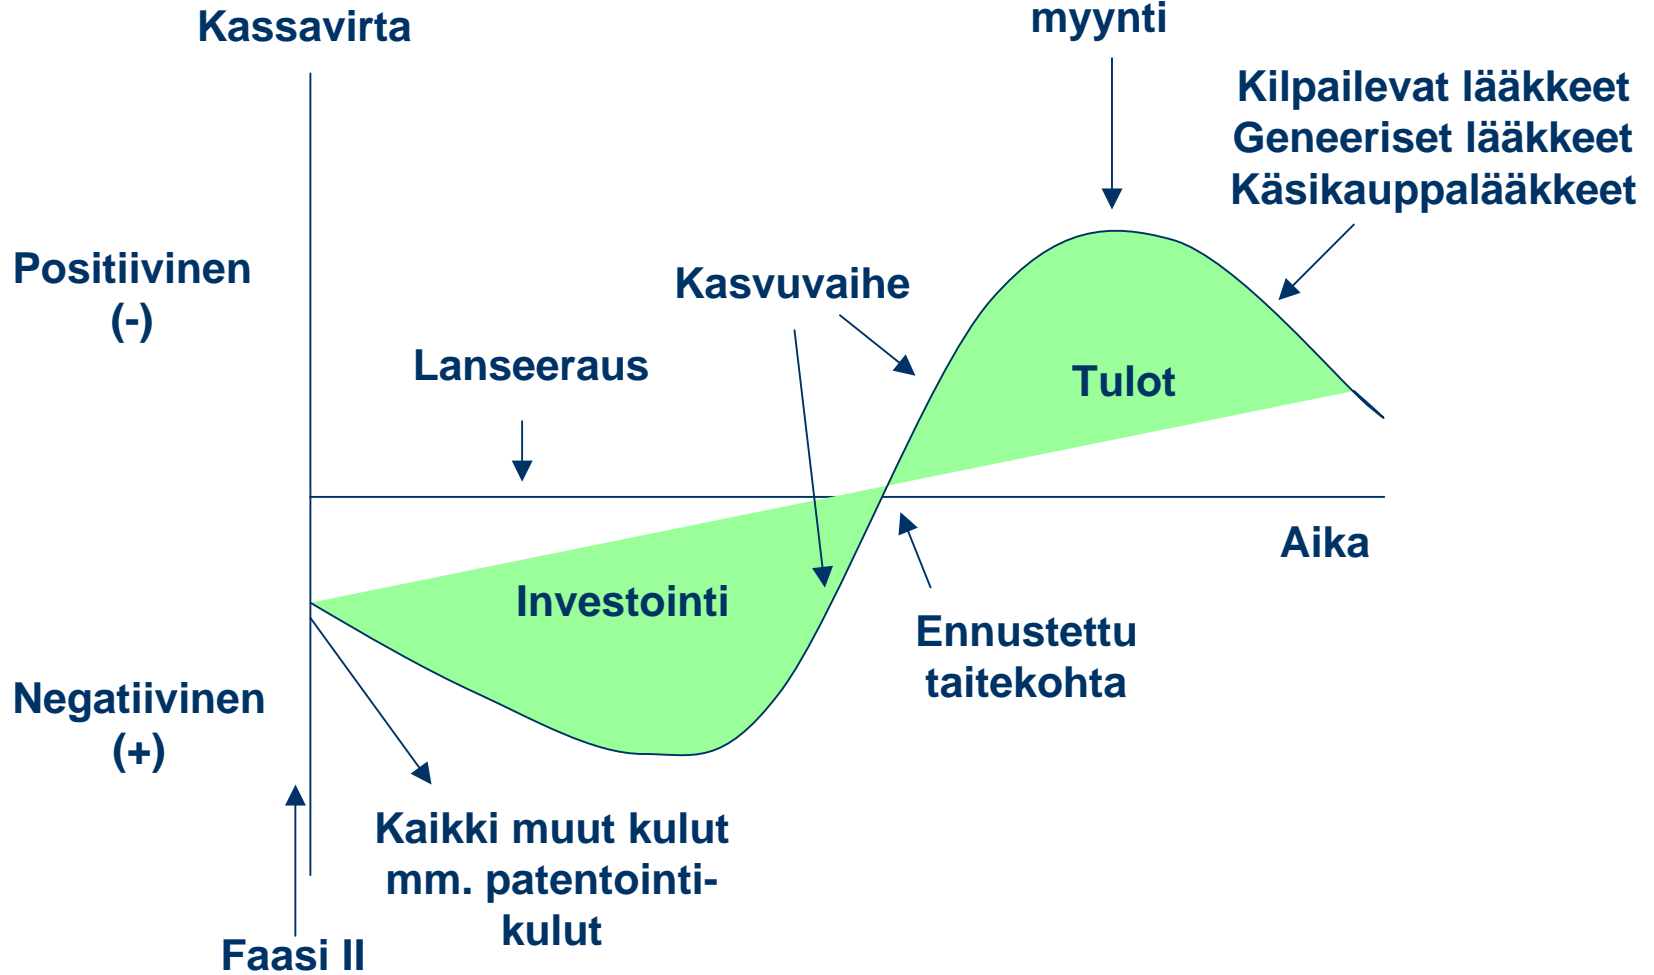 Kassavirta
myynti
Kilpailevat lääkkeet
Geneeriset lääkkeet
Käsikauppalääkkeet
Positiivinen
(-)
Kasvuvaihe
Lanseeraus
Tulot
Aika
Investointi
Ennustettu
taitekohta
Negatiivinen
(+)
Kaikki muut kulut
mm. patentointi-
kulut
Faasi II